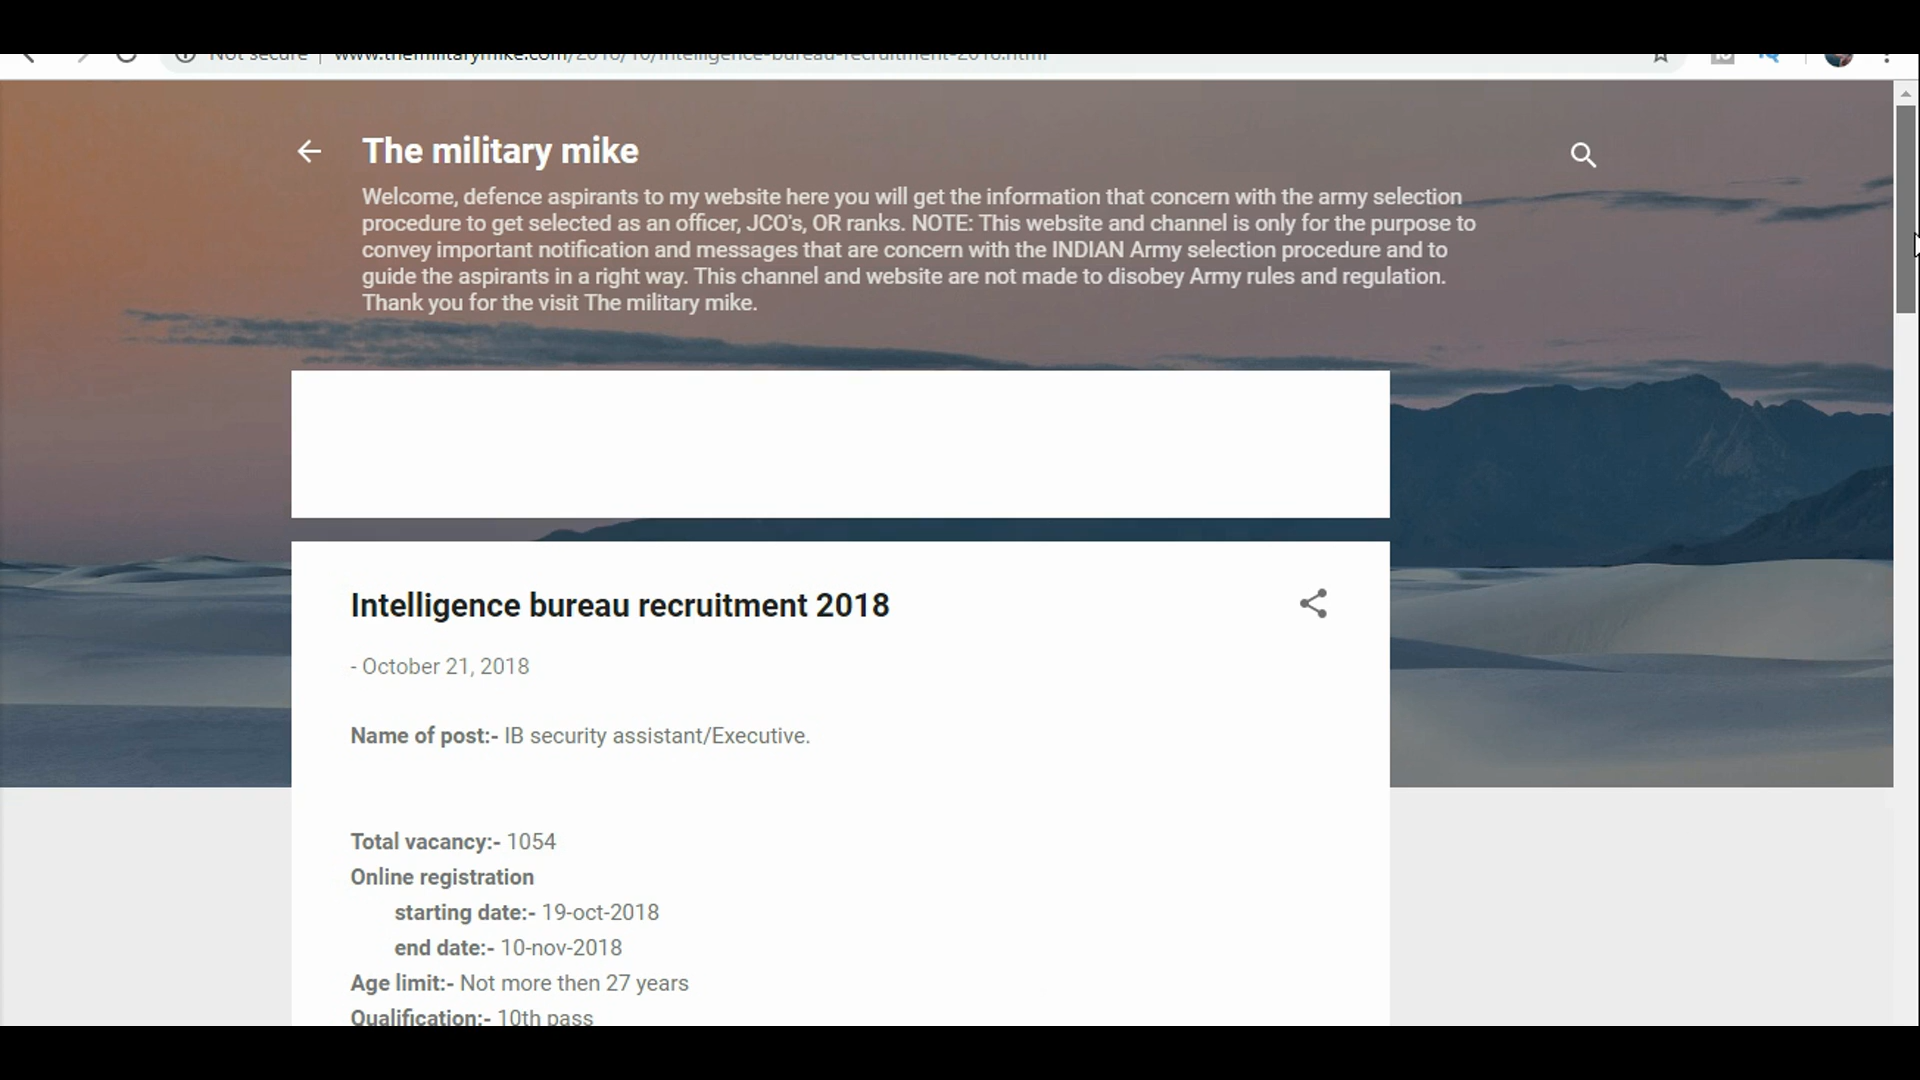 Not secure | www.themilitarymike.com/2018/10/intelligence-bureau-recruitment-2018.html
The military mike
Welcome, defence aspirants to my website here you will get the information that concern with the army selection
procedure to get selected as an officer, JCO's, OR ranks. NOTE: This website and channel is only for the purpose to
convey important notification and messages that are concern with the INDIAN Army selection procedure and to
guide the aspirants in a right way. This channel and website are not made to disobey Army rules and regulation.
Thank you for the visit The military mike.
Intelligence bureau recruitment 2018
- October 21, 2018
Name of post:- IB security assistant/Executive.
Total vacancy:- 1054
Online registration
starting date:- 19-oct-2018
end date:- 10-nov-2018
Age limit:- Not more then 27 years
Qualification:- 10th pass